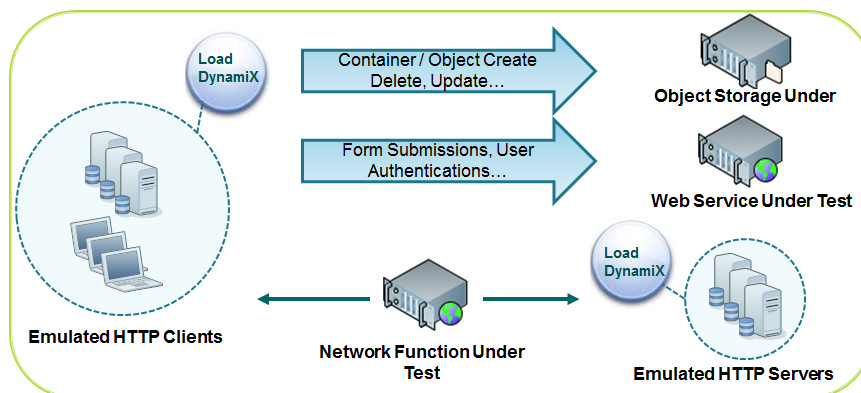 Load
DynamiX
Container / Object Create
Delete, Update…
Object Storage Under
Form Submissions, User
Authentications…
Web Service Under Test
Load
DynamiX
Emulated HTTP Clients
Network Function Under
Test
Emulated HTTP Servers